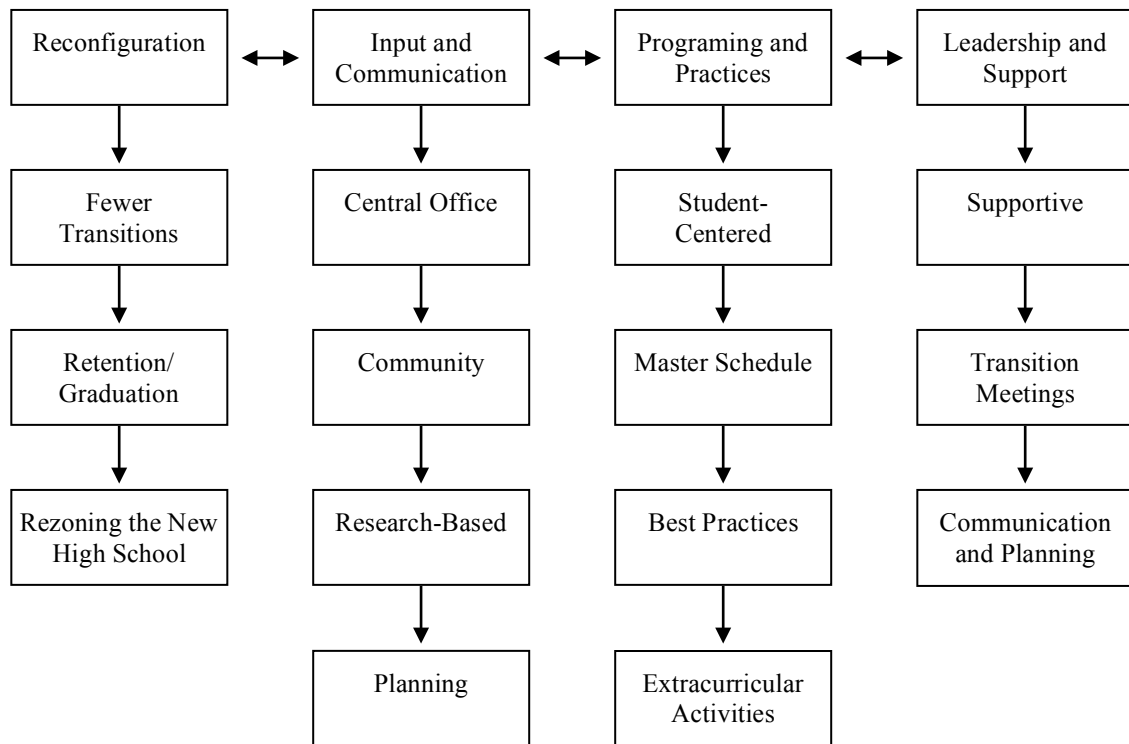 Reconfiguration
Input and
Communication
Programing and
Practices
Leadership and
Support
Fewer
Transitions
Central Office
Student-
Centered
Supportive
Retention/
Graduation
Community
Master Schedule
Transition
Meetings
Rezoning the New
High School
Research-Based
Best Practices
Communication
and Planning
Planning
Extracurricular
Activities